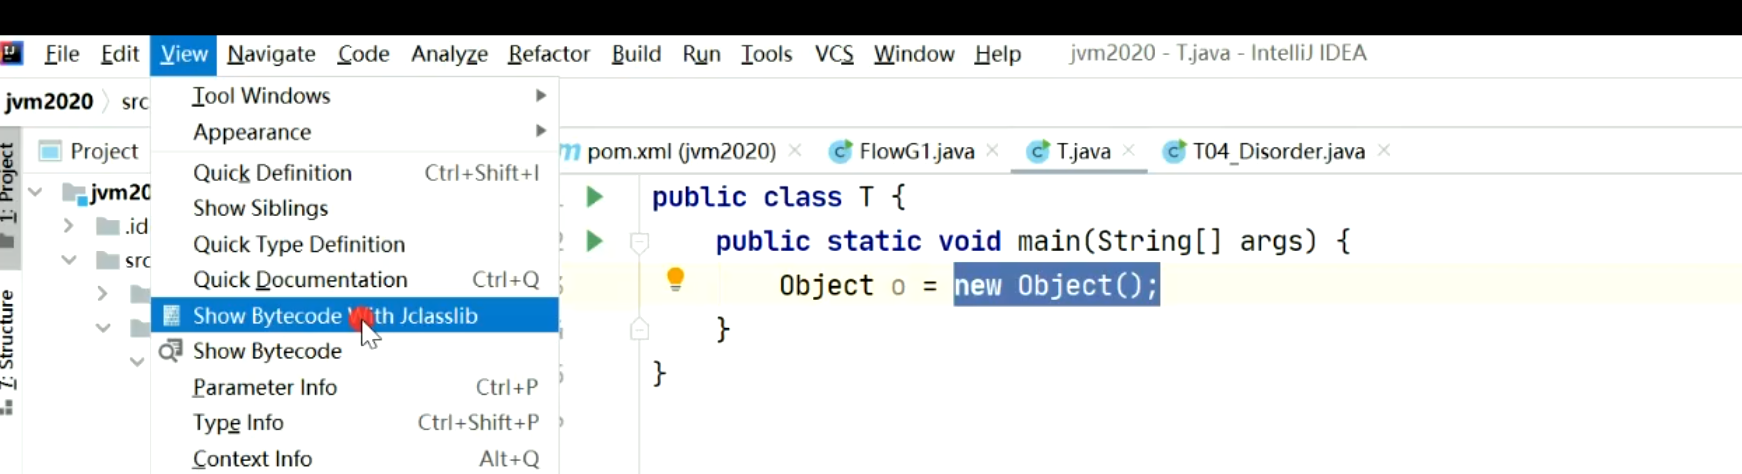 File Edit View Navigate Code Analyze Refactor Build Run Tools VCS Window Help jvm2020 - T.java - IntelliJ IDEA
jvm2020 src
1: Project
Project
pom.xml (jvm2020) FlowG1.java T.java T04_Disorder.java
jvm20
.id
src
7: Structure
Tool Windows
Appearance
Quick Definition Ctrl+Shift+I
Show Siblings
Quick Type Definition
Quick Documentation Ctrl+Q
Show Bytecode With Jclasslib
Show Bytecode
Parameter Info Ctrl+P
Type Info Ctrl+Shift+P
Context Info Alt+Q
public class T {
public static void main(String[] args) {
Object o = new Object();
}
}